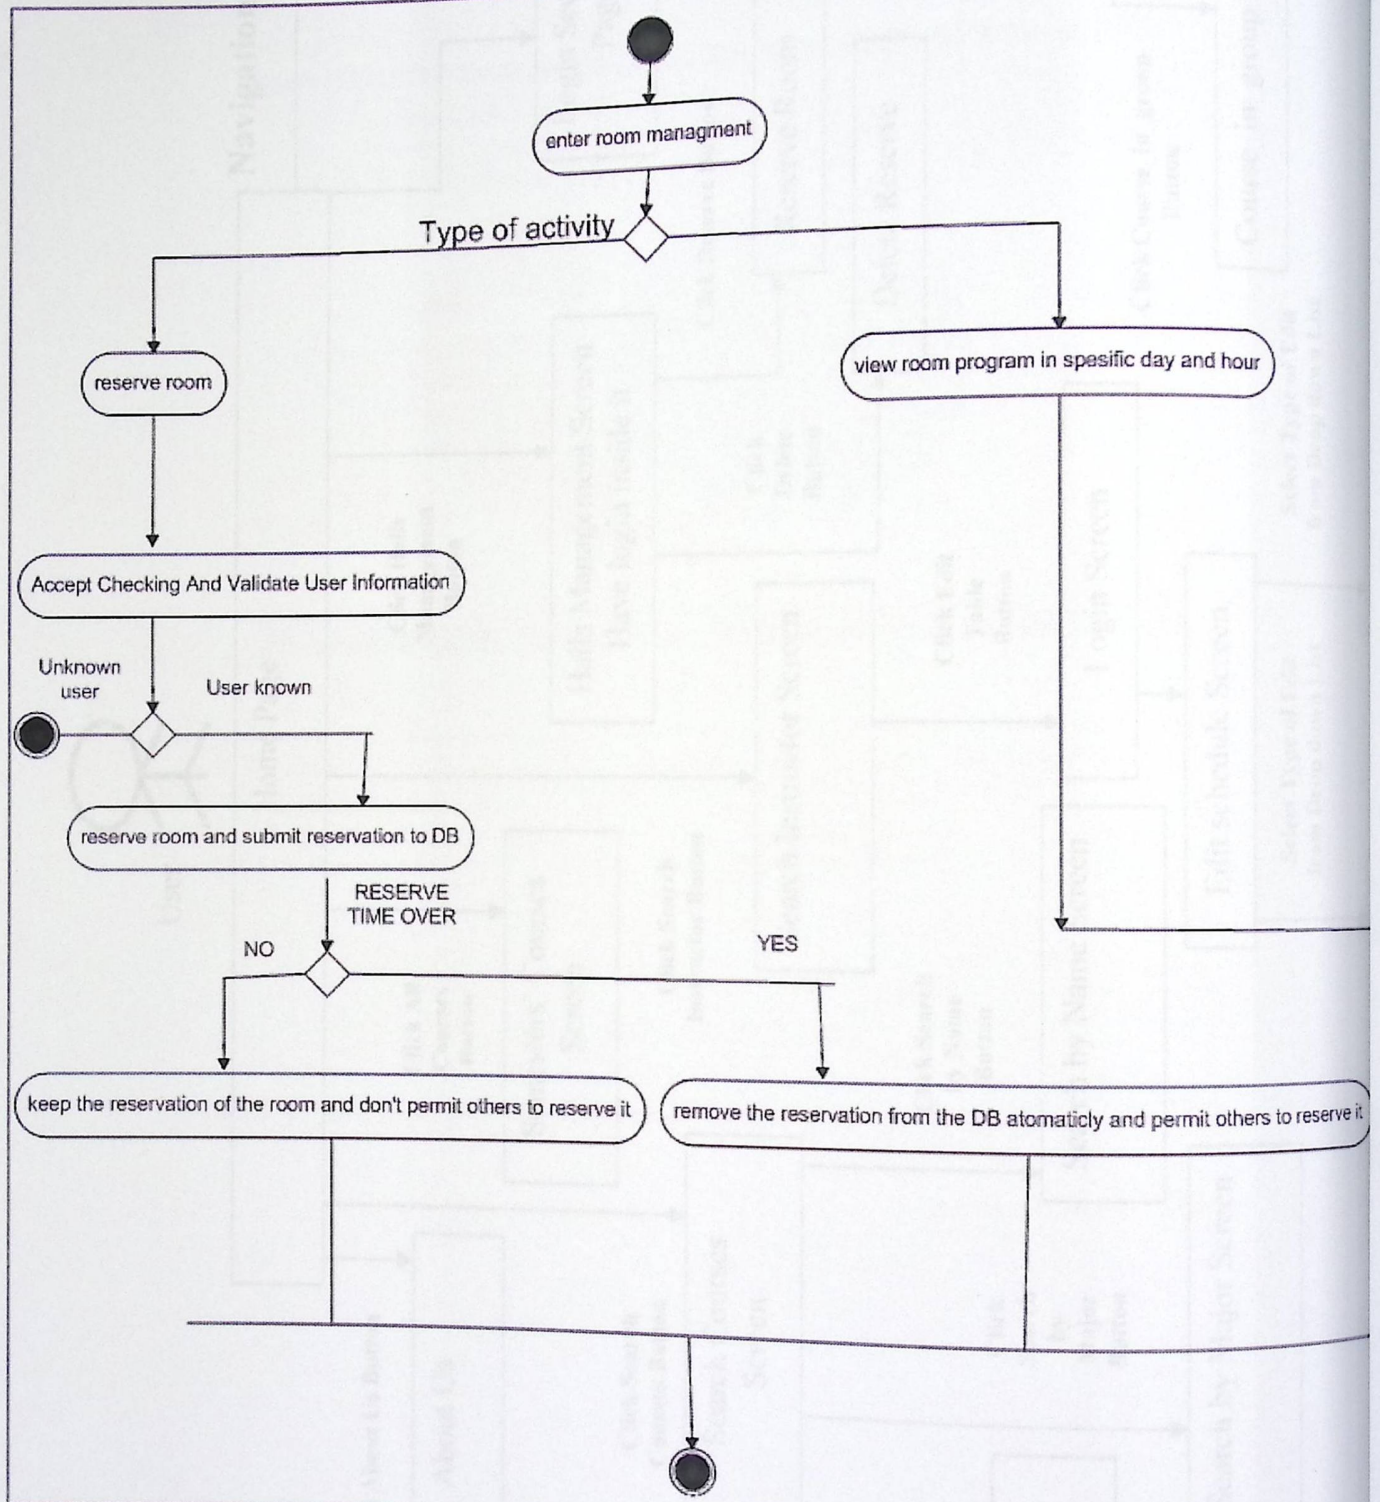 enter room managment
Type of activity
reserve room
view room program in spesific day and hour
Accept Checking And Validate User Information
Unknown
user
User known
reserve room and submit reservation to DB
RESERVE
TIME OVER
NO
YES
keep the reservation of the room and don't permit others to reserve it
remove the reservation from the DB atomaticly and permit others to reserve it